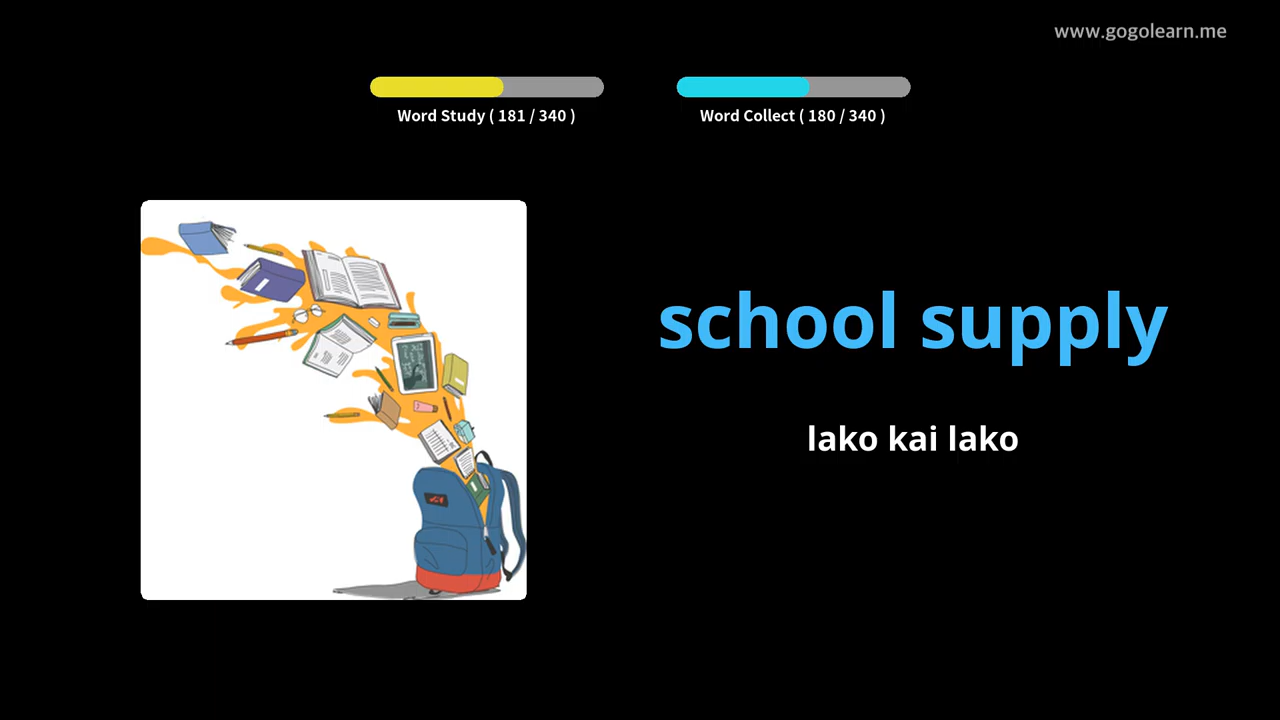 www.gogolearn.me
Word Study ( 181 / 340 )
Word Collect ( 180 / 340 )
school supply
lako kai lako